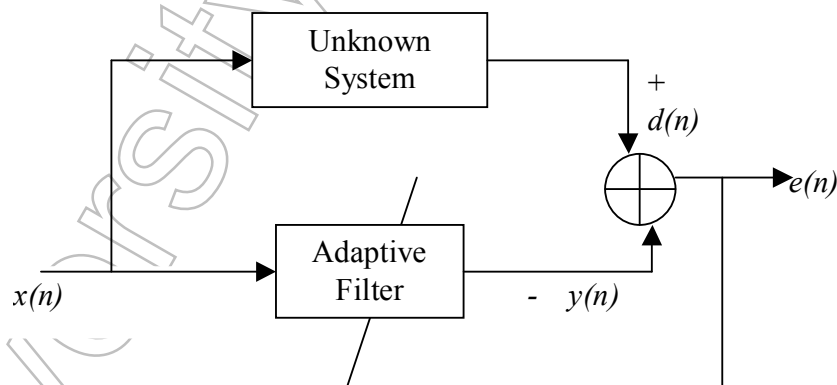 Unknown
System
+
d(n)
e(n)
Adaptive
Filter
x(n)
- y(n)